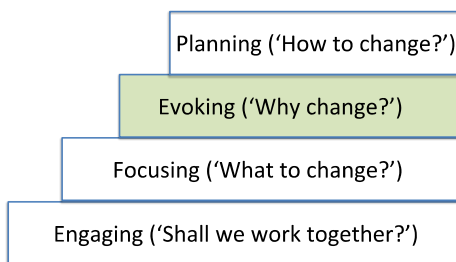 Planning (‘How to change?’)
Evoking (‘Why change?’)
Focusing (‘What to change?’)
Engaging (‘Shall we work together?’)